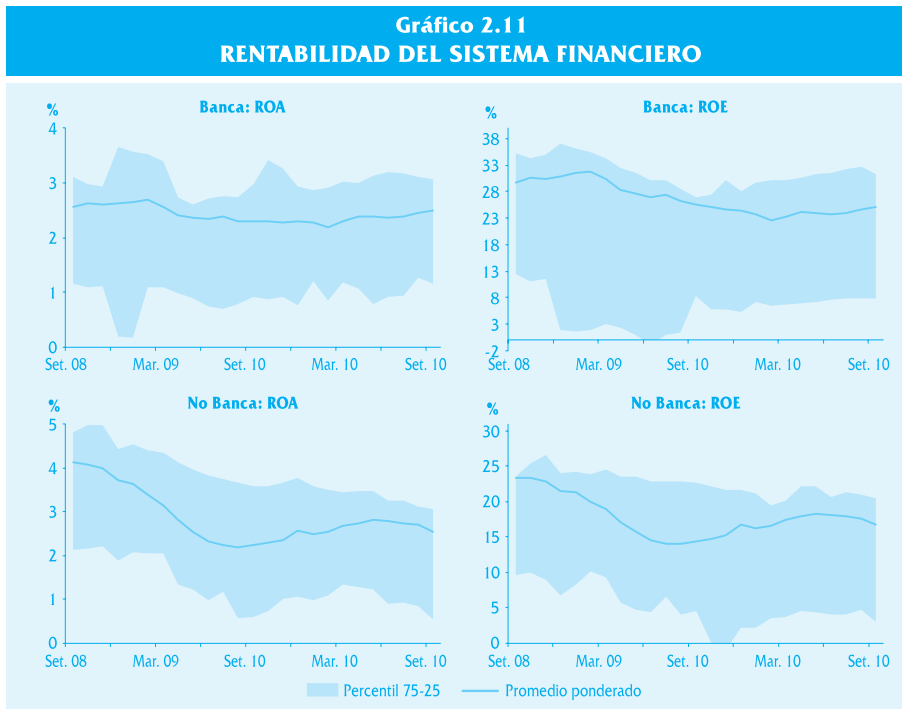 Gráfico 2.11
RENTABILIDAD DEL SISTEMA FINANCIERO
Banca: ROA
%
4
3
2
1
0
Set. 08 Mar. 09 Set. 10 Mar. 10 Set. 10
Banca: ROE
%
38
33
28
23
18
13
8
3
-2
Set. 08 Mar. 09 Set. 10 Mar. 10 Set. 10
No Banca: ROA
%
5
4
3
2
1
0
Set. 08 Mar. 09 Set. 10 Mar. 10 Set. 10
No Banca: ROE
%
30
25
20
15
10
5
0
Set. 08 Mar. 09 Set. 10 Mar. 10 Set. 10
Percentil 75-25 Promedio ponderado